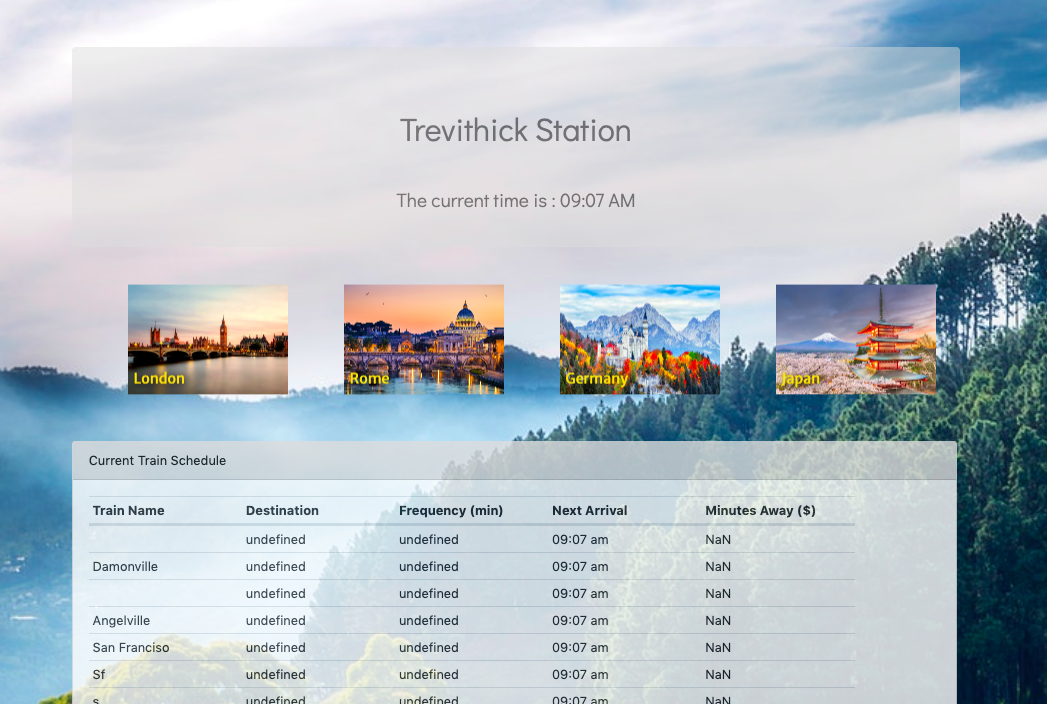 Trevithick Station
The current time is : 09:07 AM
London Rome Germany Japan
Current Train Schedule
Train Name Destination Frequency (min) Next Arrival Minutes Away ($)
undefined undefined 09:07 am NaN
Damonville undefined undefined 09:07 am NaN
undefined undefined 09:07 am NaN
Angelville undefined undefined 09:07 am NaN
San Franciso undefined undefined 09:07 am NaN
Sf undefined undefined 09:07 am NaN
s undefined undefined 09:07 am NaN